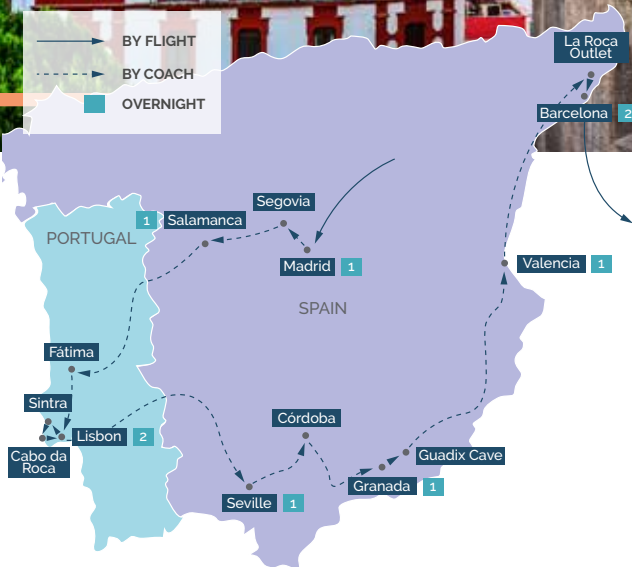 BY FLIGHT
BY COACH
OVERNIGHT
La Roca
Outlet
Barcelona 2
Segovia
1 Salamanca
PORTUGAL
Madrid 1
Valencia 1
SPAIN
Fátima
Sintra
Córdoba
Lisbon 2
Cabo da
Roca
Guadix Cave
Granada 1
Seville 1